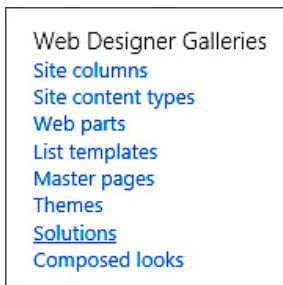 Web Designer Galleries
Site columns
Site content types
Web parts
List templates
Master pages
Themes
Solutions
Composed looks